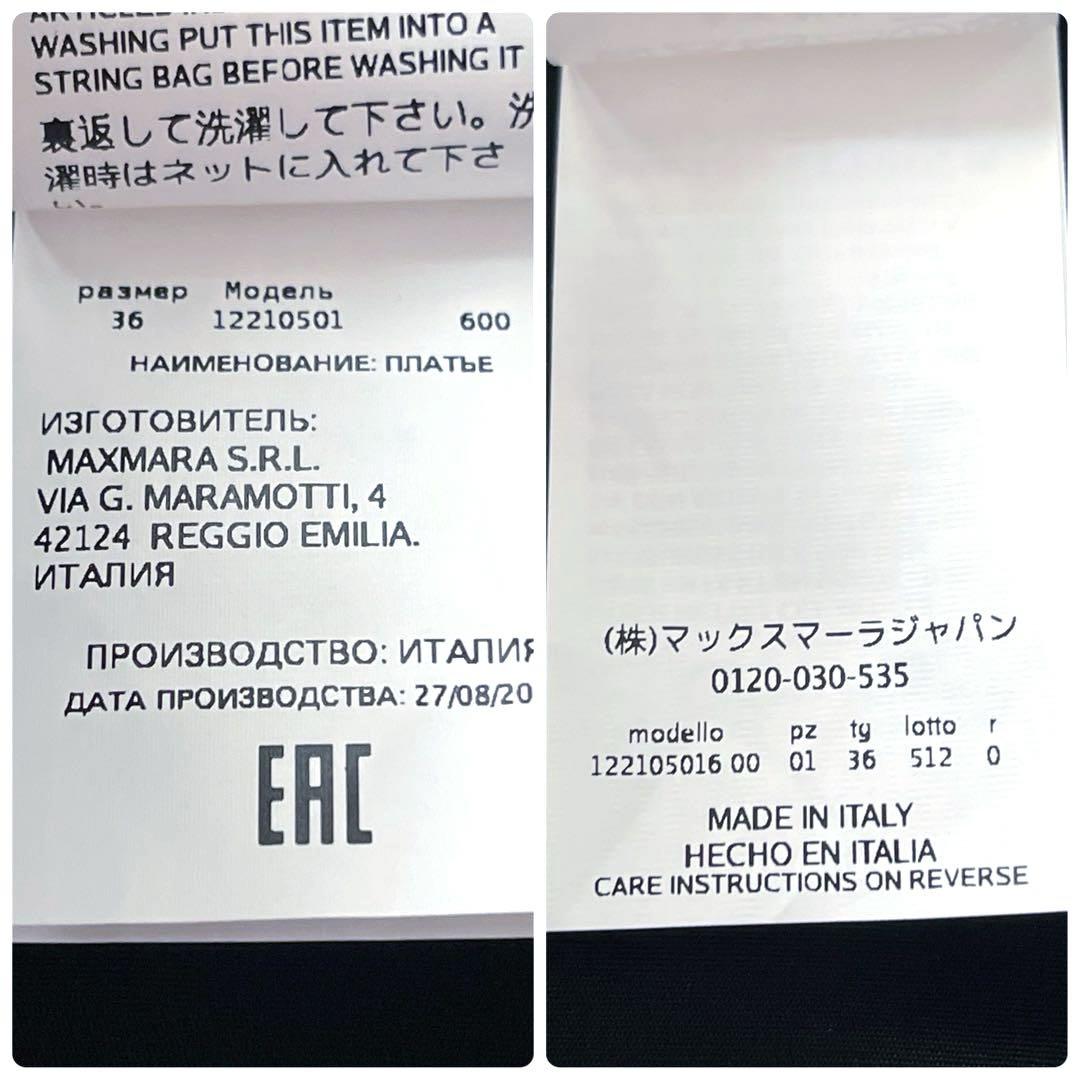 WASHING PUT THIS ITEM INTO A
STRING BAG BEFORE WASHING IT
裏返して洗濯して下さい。洗
濯時はネットに入れて下さ
размер Модель
36 12210501 600
НАИМЕНОВАНИЕ: ПЛАТЬЕ
ИЗГОТОВИТЕЛЬ:
MAXMARA S.R.L.
VIA G. MARAMOTTI, 4
42124 REGGIO EMILIA.
ИТАЛИЯ
ПРОИЗВОДСТВО: ИТАЛИЯ
ДАТА ПРОИЗВОДСТВА: 27/08/20
EAC
(株)マックスマーラジャパン
0120-030-535
modello pz ty lotto r
122105016 00 01 36 512 0
MADE IN ITALY
HECHO EN ITALIA
CARE INSTRUCTIONS ON REVERSE